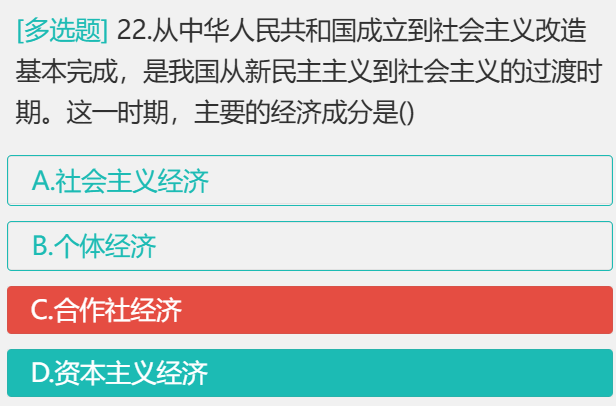 [多选题] 22.从中华人民共和国成立到社会主义改造
基本完成，是我国从新民主主义到社会主义的过渡时
期。这一时期，主要的经济成分是()
A.社会主义经济
B.个体经济
C.合作社经济
D.资本主义经济